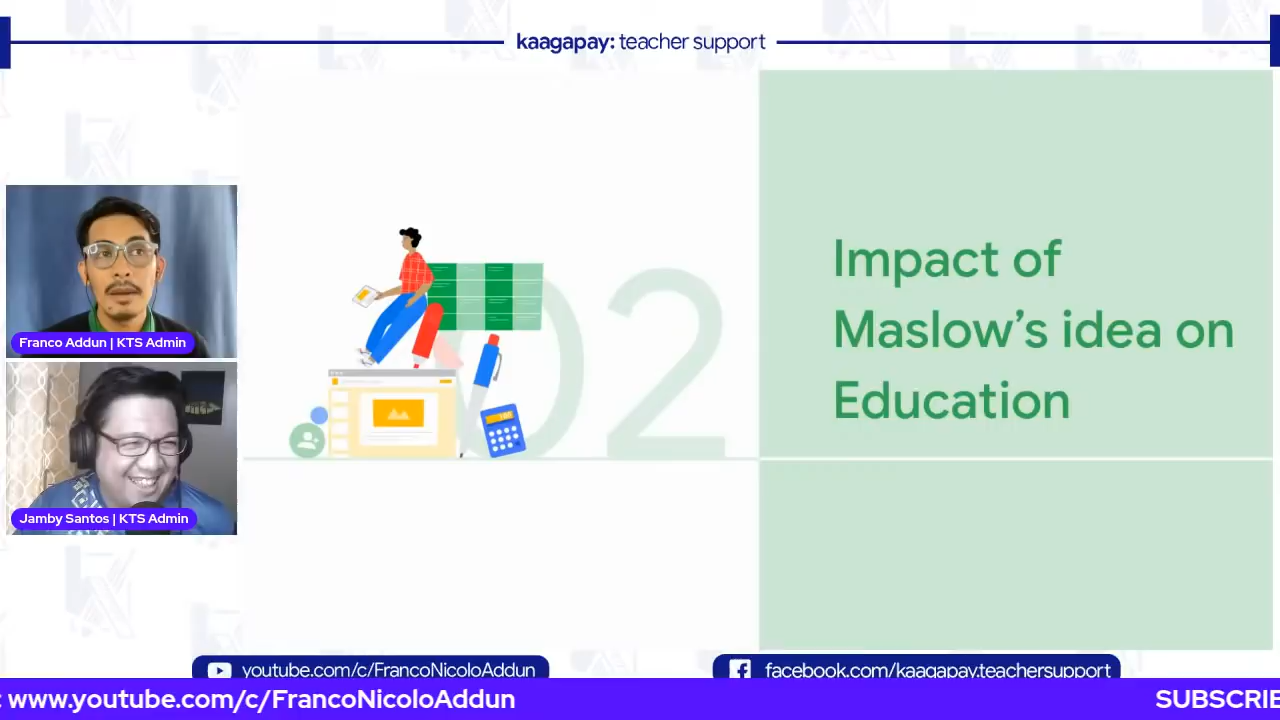 kaagapay: teacher support
Franco Addun | KTS Admin
Jamby Santos | KTS Admin
02
Impact of
Maslow’s idea on
Education
youtube.com/c/FrancoNicoloAddun
facebook.com/kaagapay.teachersupport
: www.youtube.com/c/FrancoNicoloAddun
SUBSCRIE